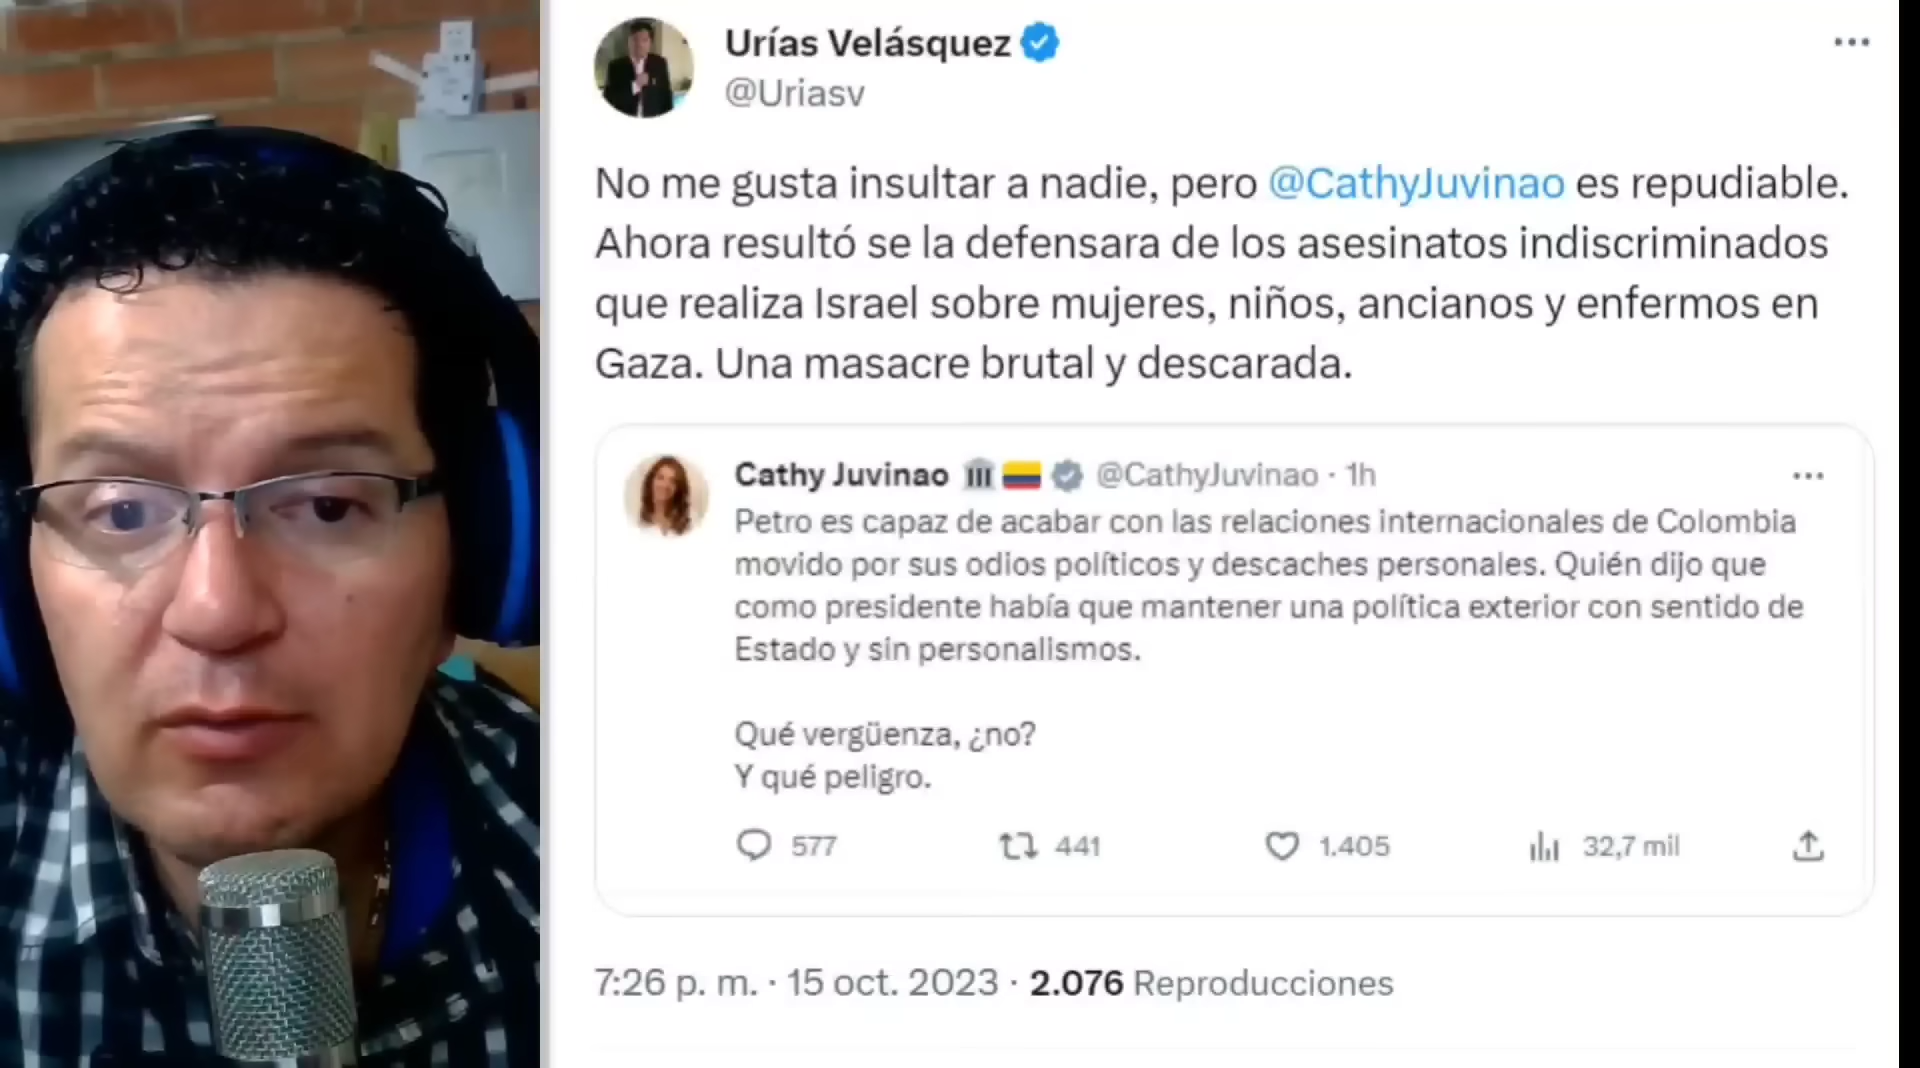 Urías Velásquez
@Uriasv
No me gusta insultar a nadie, pero @CathyJuvinao es repudiable.
Ahora resultó se la defensara de los asesinatos indiscriminados
que realiza Israel sobre mujeres, niños, ancianos y enfermos en
Gaza. Una masacre brutal y descarada.
Cathy Juvinao @CathyJuvinao · 1h
Petro es capaz de acabar con las relaciones internacionales de Colombia
movido por sus odios políticos y descaches personales. Quién dijo que
como presidente había que mantener una política exterior con sentido de
Estado y sin personalismos.
Qué vergüenza, ¿no?
Y qué peligro.
577 441 1.405 32,7 mil
7:26 p. m. · 15 oct. 2023 · 2.076 Reproducciones